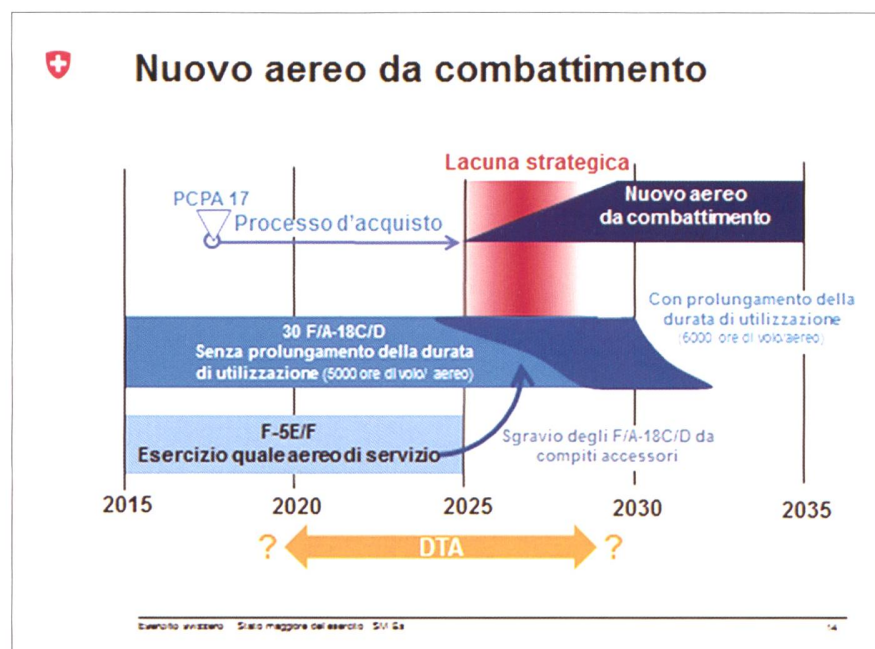 Nuovo aereo da combattimento
Lacuna strategica
PCPA 17
Processo d'acquisto
Nuovo aereo
da combattimento
Con prolungamento della
durata di utilizzazione
(6000 ore di volo/aereo)
30 F/A-18C/D
Senza prolungamento della durata
di utilizzazione (5000 ore di volo/ aereo)
F-5E/F
Esercizio quale aereo di servizio
Sgravio degli F/A-18C/D da
compiti accessori
2015 2020 2025 2030 2035
? DTA ?
Esercito svizzero Stato maggiore dell'esercito SM Es
14